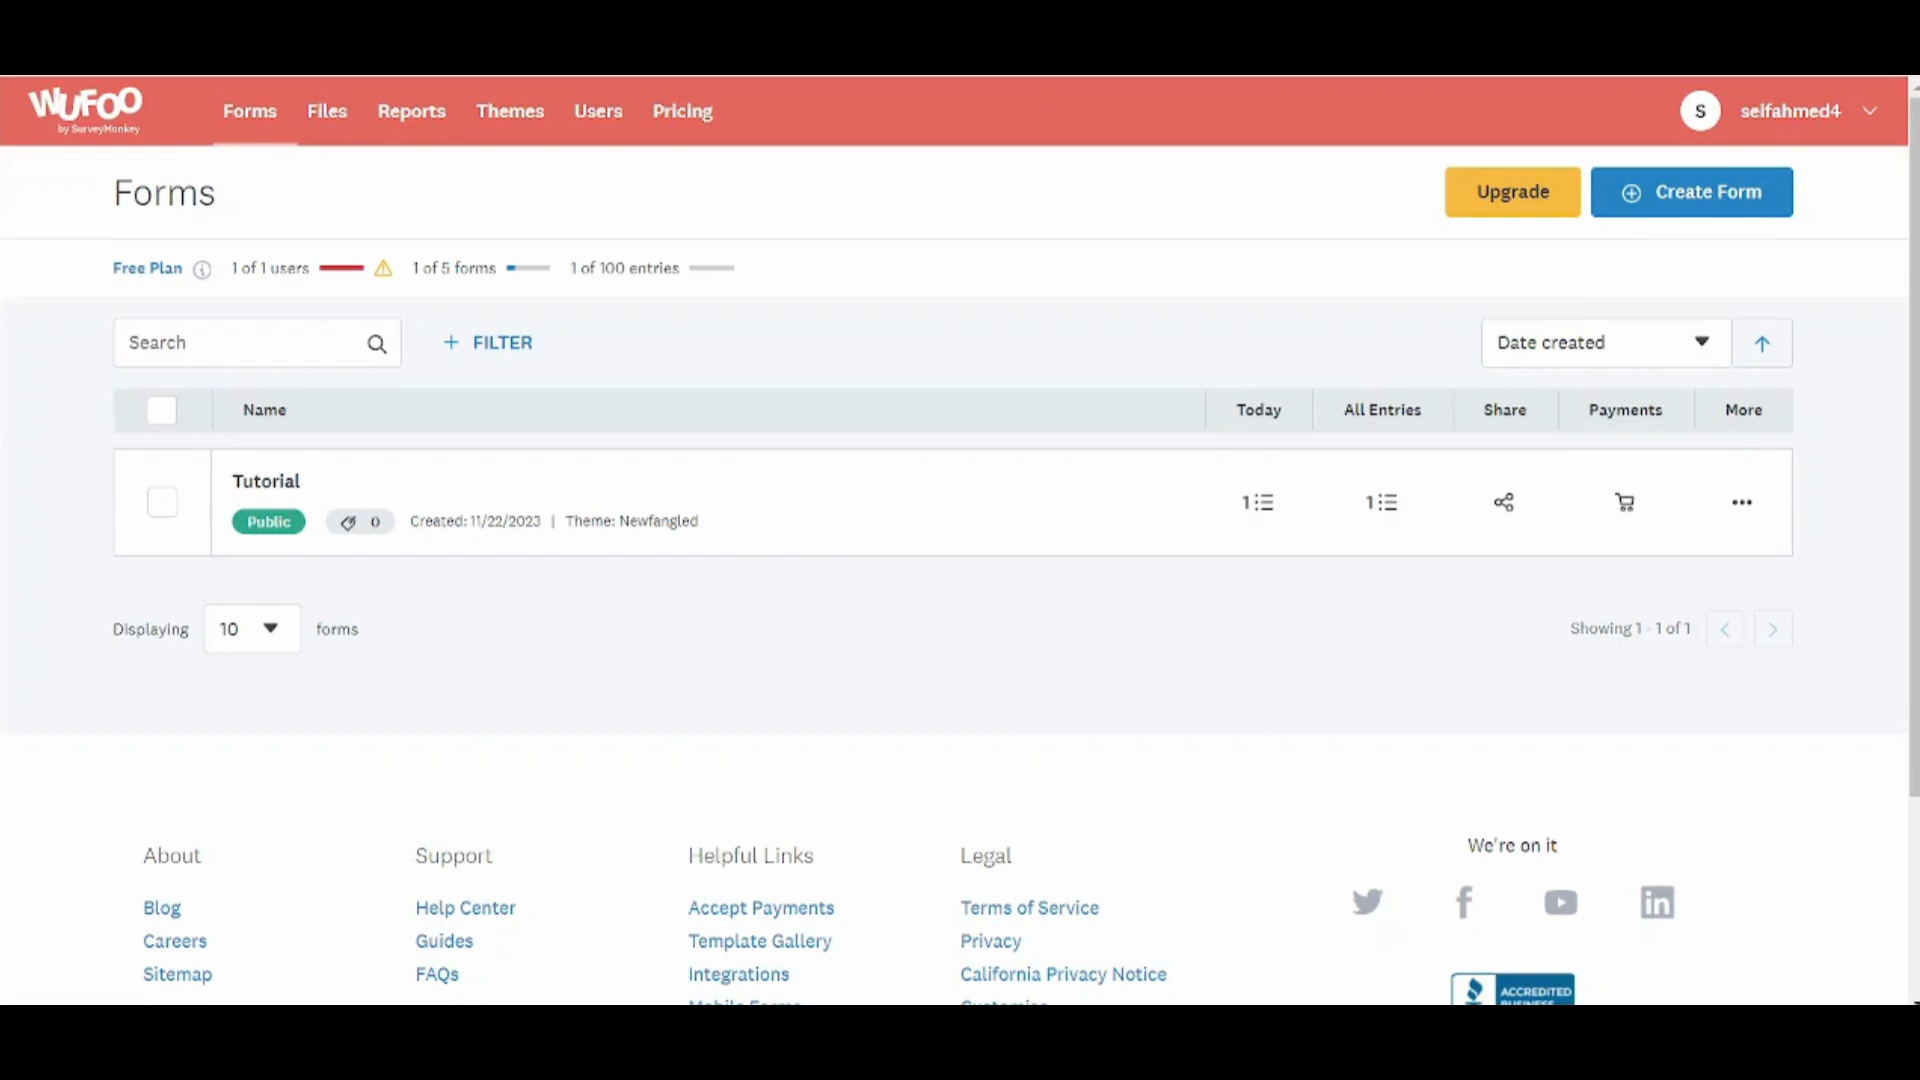 WUFOO
by SurveyMonkey
Forms Files Reports Themes Users Pricing
S selfahmed4
Forms
Upgrade
Create Form
Free Plan 1 of 1 users 1 of 5 forms 1 of 100 entries
Search
+ FILTER
Date created
Name Today All Entries Share Payments More
Tutorial
Public 0 Created: 11/22/2023 | Theme: Newfangled
1 1
Displaying 10 forms
Showing 1 - 1 of 1
About
Blog
Careers
Sitemap
Support
Help Center
Guides
FAQs
Helpful Links
Accept Payments
Template Gallery
Integrations
Mobile Forms
Legal
Terms of Service
Privacy
California Privacy Notice
We're on it
ACCREDITED
BUSINESS